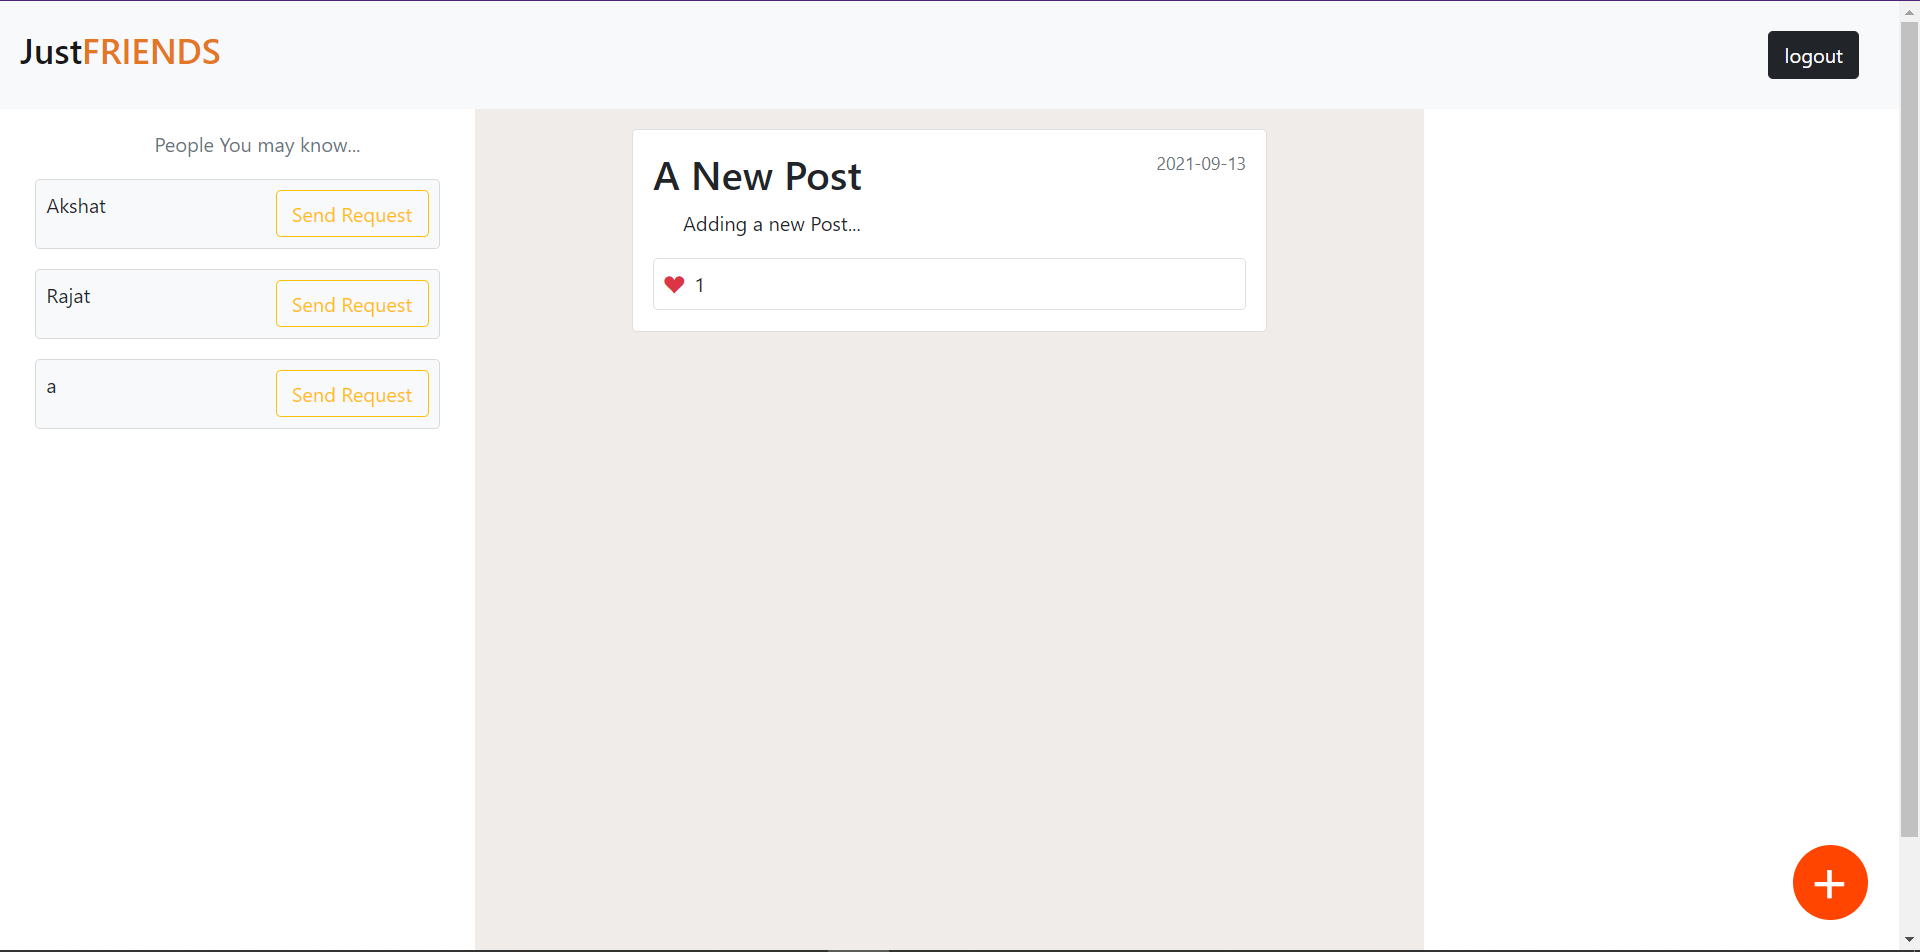 JustFRIENDS
logout
People You may know...
Akshat
Send Request
Rajat
Send Request
a
Send Request
A New Post
2021-09-13
Adding a new Post...
1